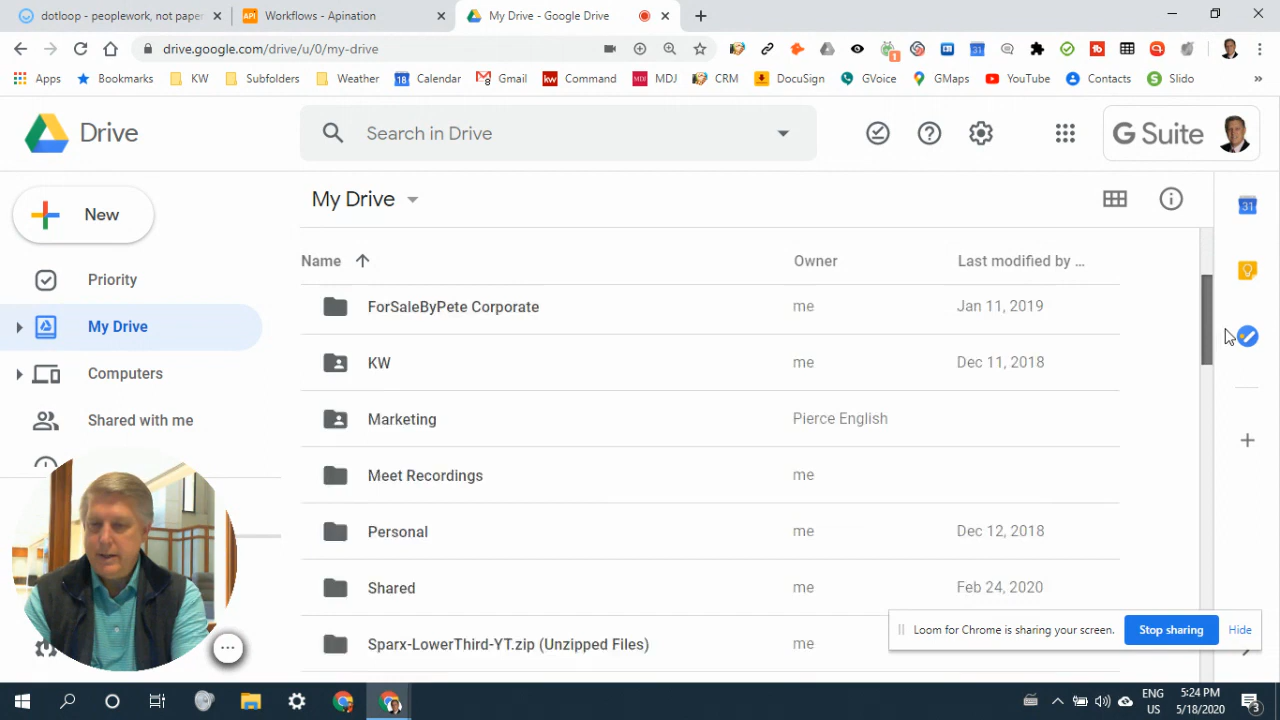 dotloop - peoplework, not paper
Workflows - Apination
My Drive - Google Drive
drive.google.com/drive/u/0/my-drive
1
Apps
Bookmarks
KW
Subfolders
Weather
Calendar
Gmail
Command
MDJ
CRM
DocuSign
GVoice
GMaps
YouTube
Contacts
Slido
»
Drive
Search in Drive
G Suite
New
My Drive
31
Name
Owner
Last modified by ...
Priority
ForSaleByPete Corporate
me
Jan 11, 2019
My Drive
KW
me
Dec 11, 2018
Computers
Marketing
Pierce English
Shared with me
Meet Recordings
me
Personal
me
Dec 12, 2018
Shared
me
Feb 24, 2020
Sparx-LowerThird-YT.zip (Unzipped Files)
me
Loom for Chrome is sharing your screen.
Stop sharing
Hide
ENG
US
5:24 PM
5/18/2020
3